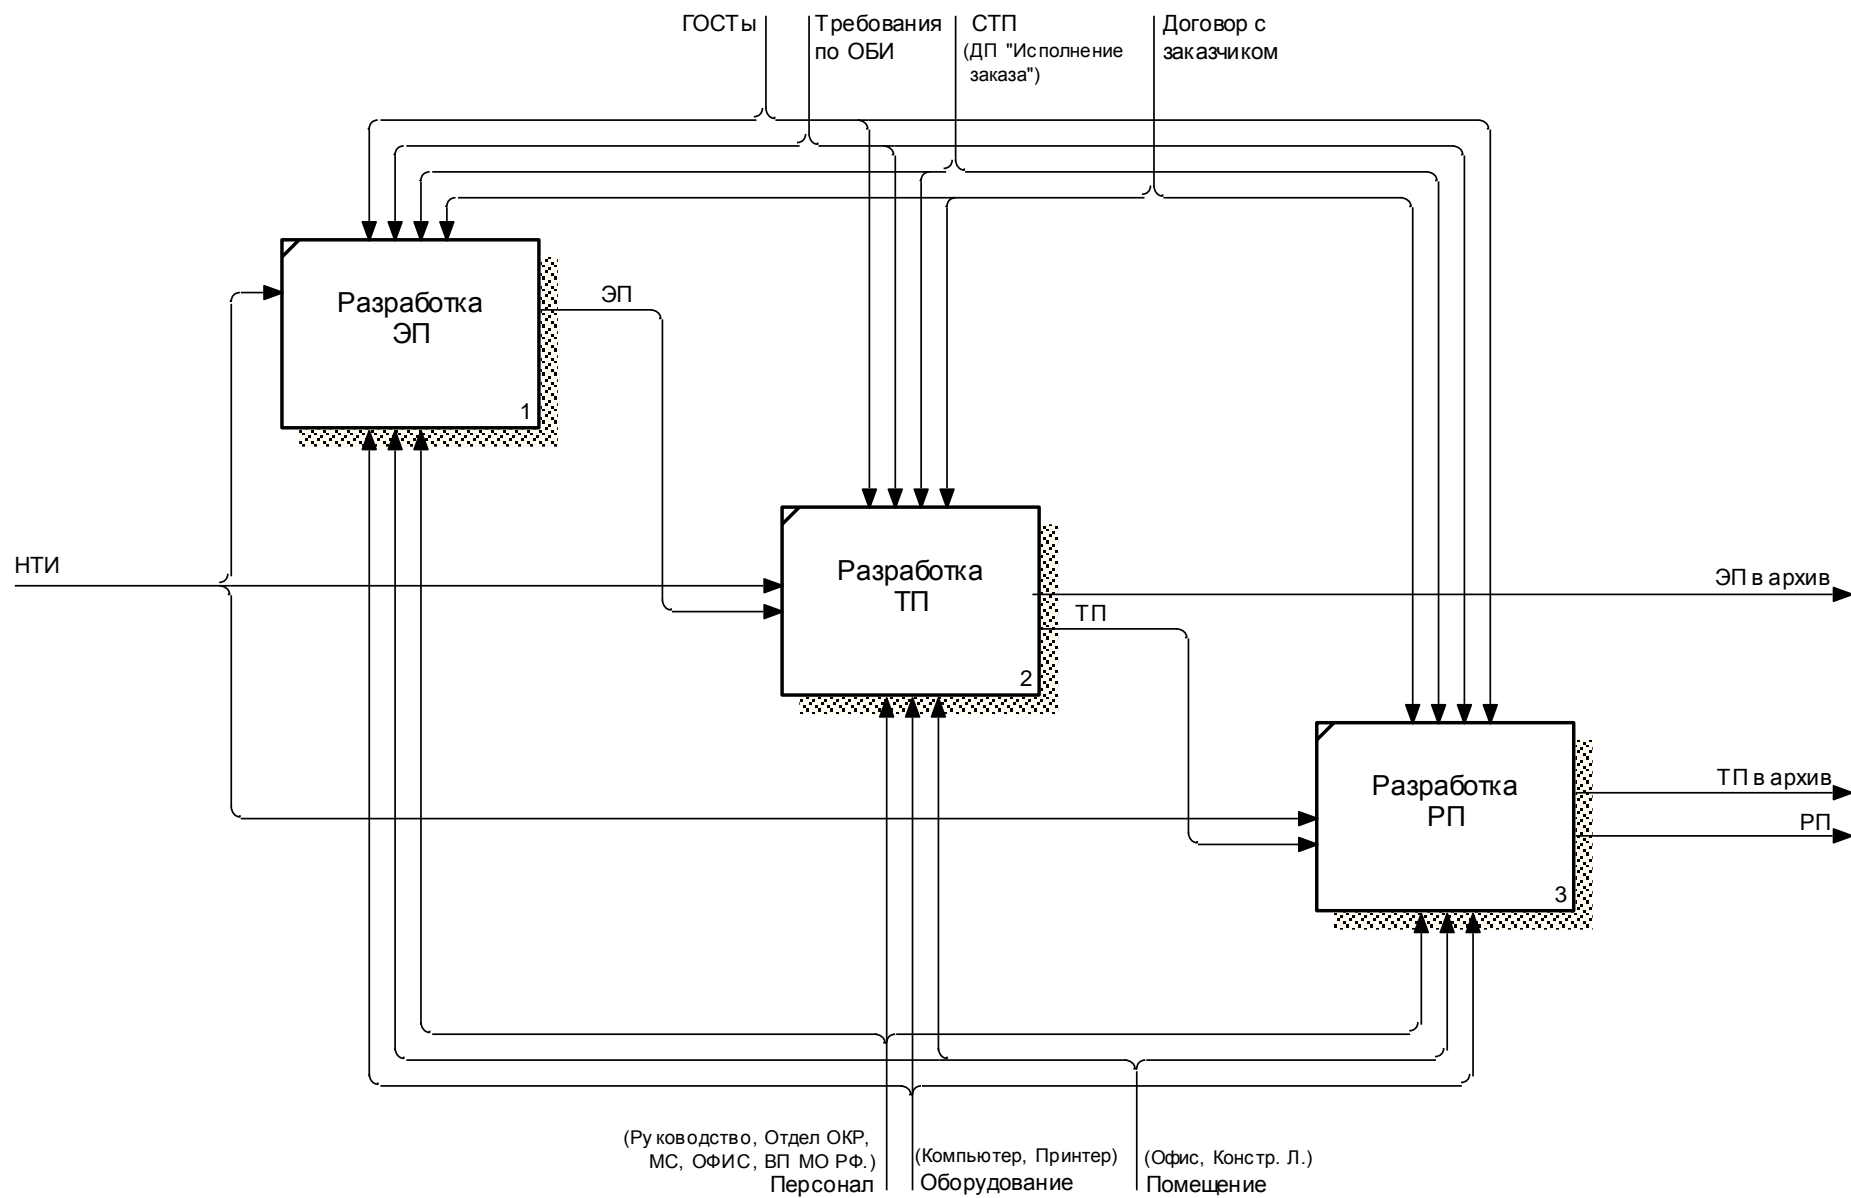 ГОСТы
Требования
по ОБИ
СТП
(ДП "Исполнение
заказа")
Договор с
заказчиком
Разработка
ЭП
1
ЭП
НТИ
Разработка
ТП
2
ТП
ЭП в архив
Разработка
РП
3
ТП в архив
РП
(Руководство, Отдел ОКР,
МС, ОФИС, ВП МО РФ.)
Персонал
(Компьютер, Принтер)
Оборудование
(Офис, Констр. Л.)
Помещение